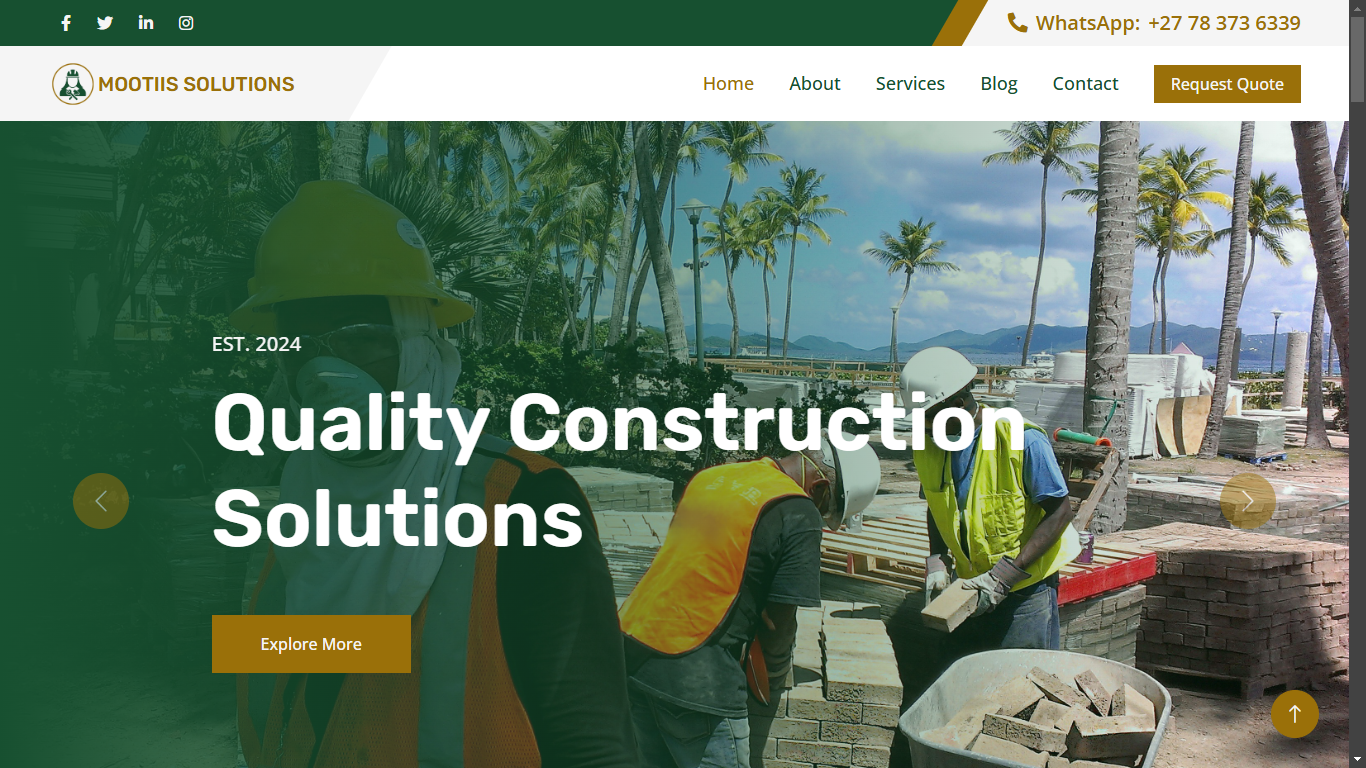 WhatsApp: +27 78 373 6339
MOOTIIS SOLUTIONS
Home About Services Blog Contact Request Quote
EST. 2024
Quality Construction
Solutions
Explore More